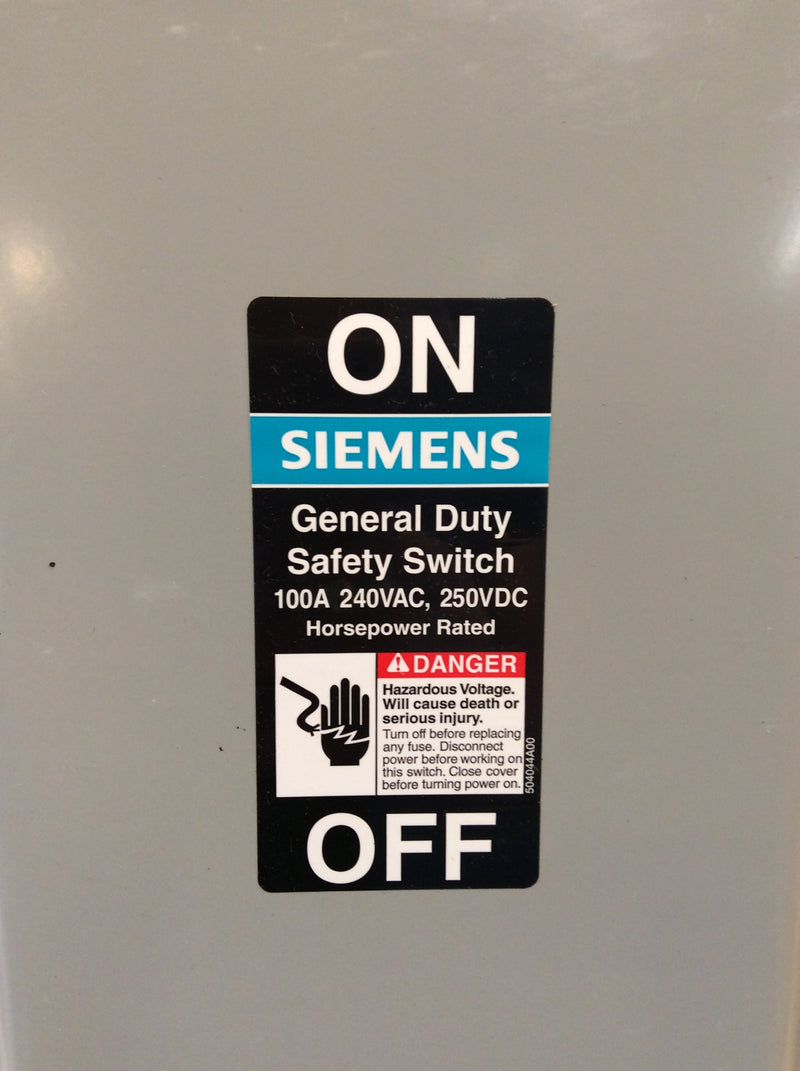 ON
SIEMENS
General Duty
Safety Switch
100A 240VAC, 250VDC
Horsepower Rated
DANGER
Hazardous Voltage.
Will cause death or
serious injury.
Turn off before replacing
any fuse. Disconnect
power before working on
this switch. Close cover
before turning power on.
504044A00
OFF